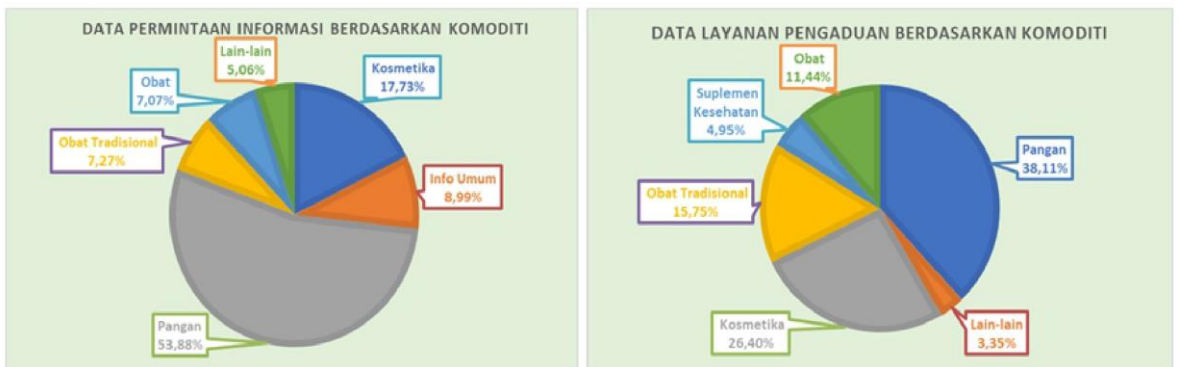 DATA PERMINTAAN INFORMASI BERDASARKAN KOMODITI
Lain-lain
5,06%
Kosmetika
17,73%
Obat
7,07%
Obat Tradisional
7,27%
Info Umum
8,99%
Pangan
53,88%
DATA LAYANAN PENGADUAN BERDASARKAN KOMODITI
Obat
11,44%
Suplemen
Kesehatan
4,95%
Pangan
38,11%
Obat Tradisional
15,75%
Kosmetika
26,40%
Lain-lain
3,35%